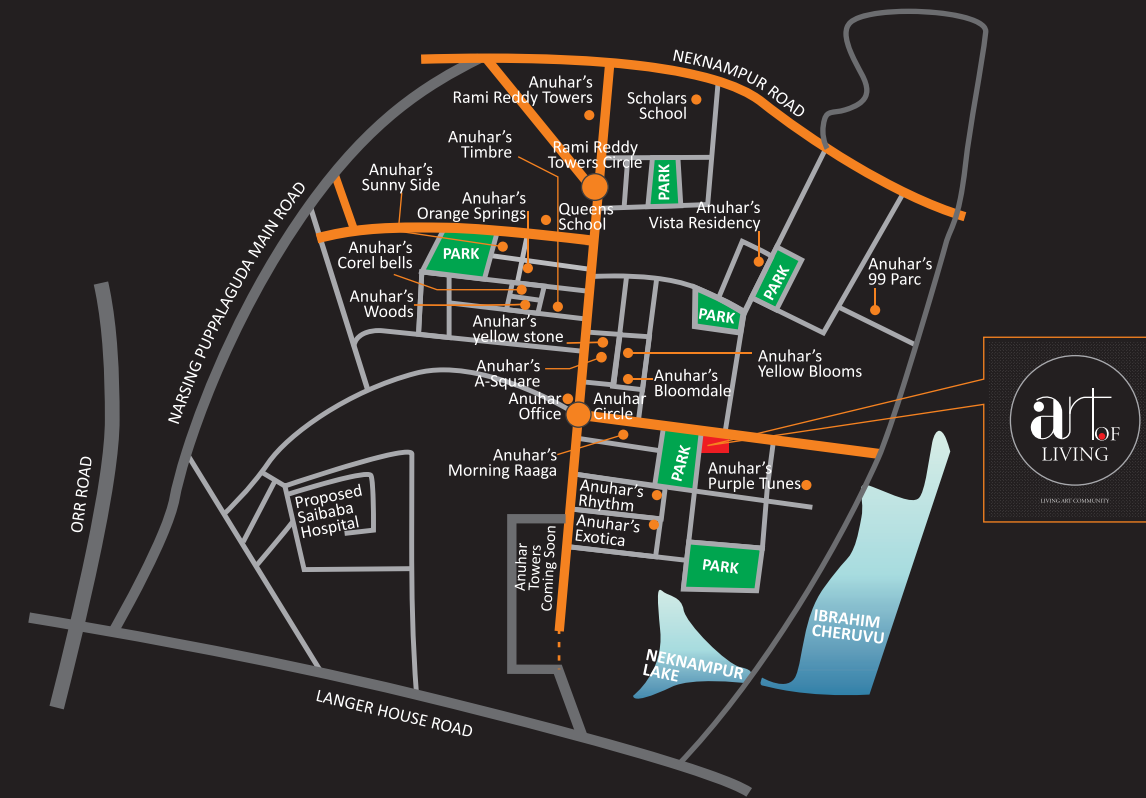 NEKNAMPUR ROAD
Anuhar's
Rami Reddy Towers
Scholars
School
Anuhar's
Timbre
Rami Reddy
Towers Circle
PARK
Anuhar's
Sunny Side
Anuhar's
Orange Springs
Queens
School
Anuhar's
Vista Residency
NARSING PUPPALAGUDA MAIN ROAD
Anuhar's
Corel bells
PARK
PARK
Anuhar's
99 Parc
Anuhar's
Woods
PARK
Anuhar's
yellow stone
Anuhar's
A-Square
Anuhar's
Yellow Blooms
Anuhar's
Bloomdale
Anuhar
Office
Anuhar
Circle
art
OF
LIVING
LIVING ART COMMUNITY
Anuhar's
Morning Raaga
PARK
Anuhar's
Purple Tunes
ORR ROAD
Proposed
Saibaba
Hospital
Anuhar's
Rhythm
Anuhar's
Exotica
Anuhar
Towers
Coming Soon
PARK
IBRAHIM
CHERUVU
NEKNAMPUR
LAKE
LANGER HOUSE ROAD